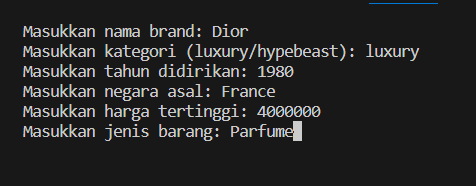 Masukkan nama brand: Dior
Masukkan kategori (luxury/hypebeast): luxury
Masukkan tahun didirikan: 1980
Masukkan negara asal: France
Masukkan harga tertinggi: 4000000
Masukkan jenis barang: Parfume